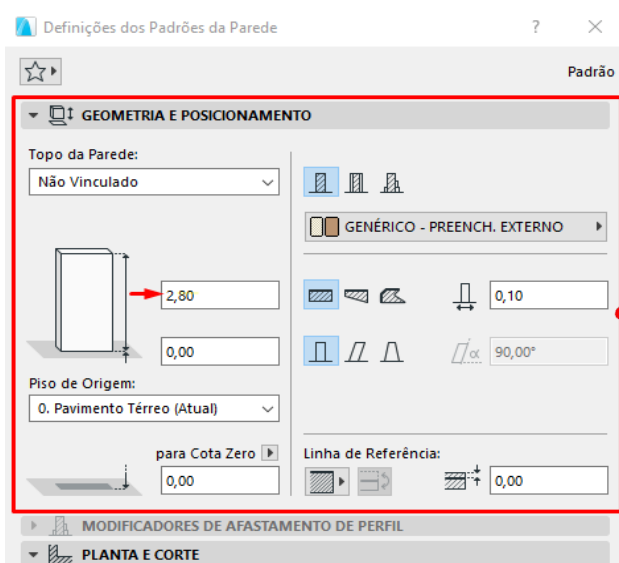 Definições dos Padrões da Parede ?
Padrão
GEOMETRIA E POSICIONAMENTO
Topo da Parede:
Não Vinculado
GENÉRICO - PREENCH. EXTERNO
2,80
0,10
0,00
α 90,00°
Piso de Origem:
0. Pavimento Térreo (Atual)
para Cota Zero
Linha de Referência:
0,00
0,00
MODIFICADORES DE AFASTAMENTO DE PERFIL
PLANTA E CORTE